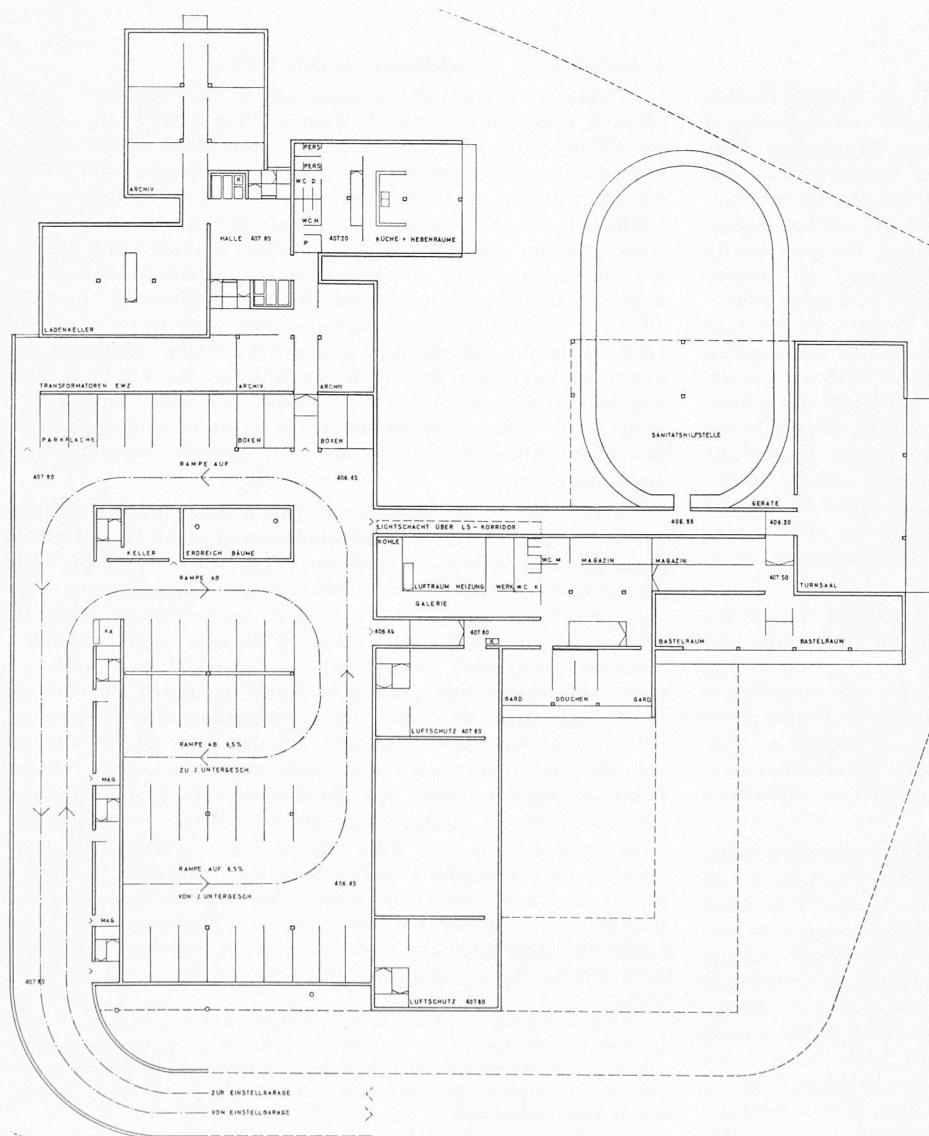 ARCHIV
PERS
PERS
WC D
WC H
P
K
HALLE 407.80
407.20
KÜCHE + NEBENRÄUME
LADENKELLER
TRANSFORMATOREN EWZ
ARCHIV
ARCHIV
PARKFLÄCHE
BOXEN
BOXEN
SANITÄTSHILFSTELLE
407.80
RAMPE AUF
406.45
GERÄTE
406.55
406.20
LICHTSCHACHT ÜBER LS - KORRIDOR
KELLER
ERDREICH BÄUME
KOHLE
WC M
MAGAZIN
MAGAZIN
RAMPE AB
LUFTRAUM HEIZUNG
WERK
WC K
407.50
TURNSAAL
GALERIE
KA
406.45
407.80
K
BASTELRAUM
BASTELRAUM
GARD
DOUCHEN
GARD
LUFTSCHUTZ 407.80
RAMPE AB 6,5%
ZU 2 UNTERGESCH
MAG
RAMPE AUF 6,5%
406.45
VON 2 UNTERGESCH
MAG
407.80
LUFTSCHUTZ 407.80
ZUR EINSTELLGARAGE
VON EINSTELLGARAGE